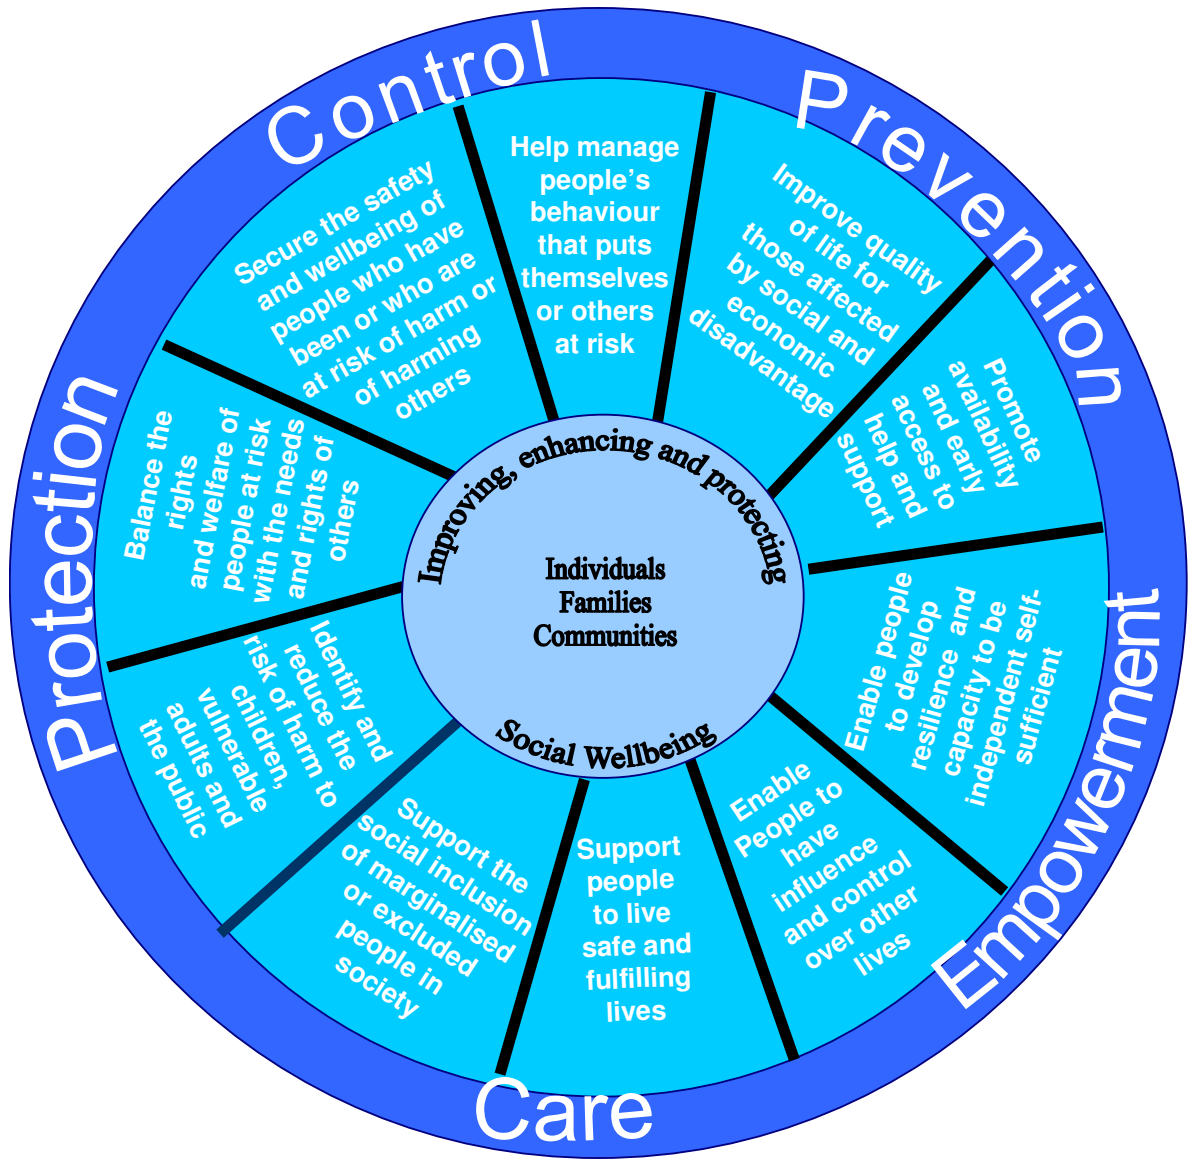 Control
Prevention
Empowerment
Care
Protection
Help manage
people’s
behaviour
that puts
themselves
or others
at risk
Improve quality
of life for
those affected
by social and
economic
disadvantage
Promote
availability
and early
access to
help and
support
Enable people
to develop
resilience and
capacity to be
independent self-
sufficient
Enable
People to
have
influence
and control
over other
lives
Support
people
to live
safe and
fulfilling
lives
Support the
social inclusion
of marginalised
or excluded
people in
society
Identify and
reduce the
risk of harm to
children,
vulnerable
adults and
the public
Balance the
rights
and welfare of
people at risk
with the needs
and rights of
others
Secure the safety
and wellbeing of
people who have
been or who are
at risk of harm or
of harming
others
Improving, enhancing and protecting
Individuals
Families
Communities
Social Wellbeing